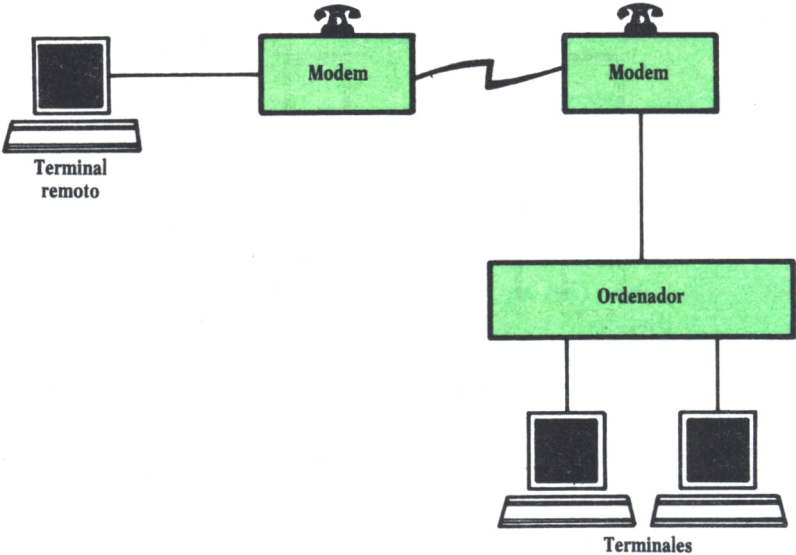 Modem
Modem
Terminal
remoto
Ordenador
Terminales